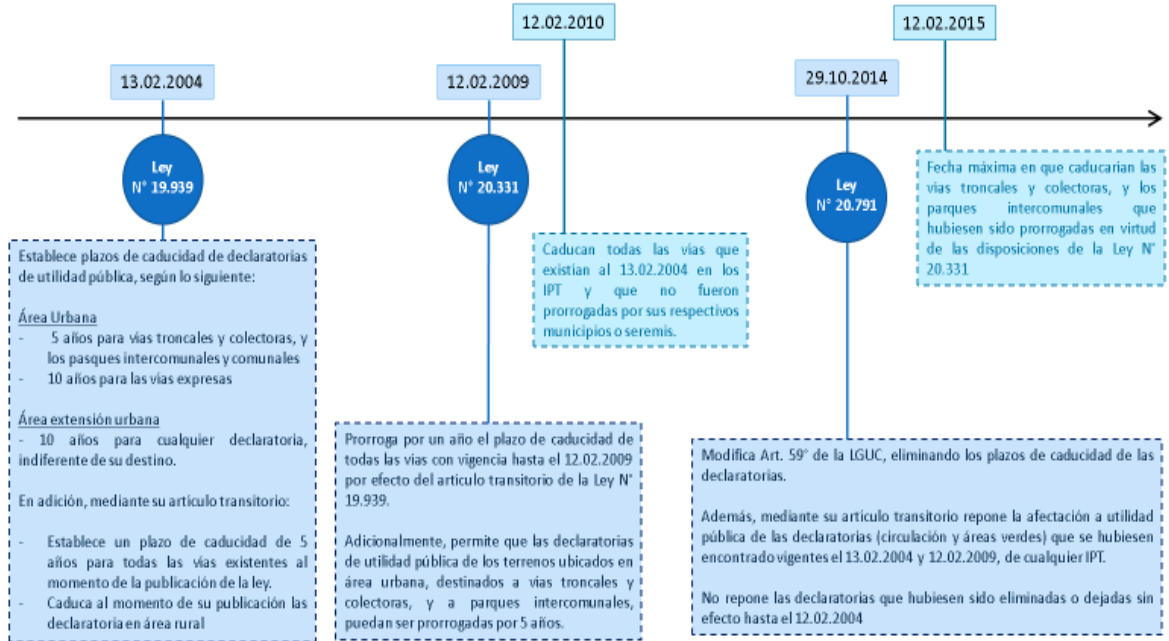 12.02.2010
12.02.2015
13.02.2004
12.02.2009
29.10.2014
Ley
N° 19.939
Ley
N° 20.331
Ley
N° 20.791
Establece plazos de caducidad de declaratorias
de utilidad pública, según lo siguiente:
Área Urbana
- 5 años para vías troncales y colectoras, y
los pasques intercomunales y comunales
- 10 años para las vías expresas
Área extensión urbana
- 10 años para cualquier declaratoria,
indiferente de su destino.
En adición, mediante su artículo transitorio:
- Establece un plazo de caducidad de 5
años para todas las vías existentes al
momento de la publicación de la ley.
- Caduca al momento de su publicación las
declaratoria en área rural
Prorroga por un año el plazo de caducidad de
todas las vías con vigencia hasta el 12.02.2009
por efecto del artículo transitorio de la Ley N°
19.939.
Adicionalmente, permite que las declaratorias
de utilidad pública de los terrenos ubicados en
área urbana, destinados a vías troncales y
colectoras, y a parques intercomunales,
puedan ser prorrogadas por 5 años.
Caducan todas las vías que
existían al 13.02.2004 en los
IPT y que no fueron
prorrogadas por sus respectivos
municipios o seremis.
Modifica Art. 59° de la LGUC, eliminando los plazos de caducidad de las
declaratorias.
Además, mediante su artículo transitorio repone la afectación a utilidad
pública de las declaratorias (circulación y áreas verdes) que se hubiesen
encontrado vigentes el 13.02.2004 y 12.02.2009, de cualquier IPT.
No repone las declaratorias que hubiesen sido eliminadas o dejadas sin
efecto hasta el 12.02.2004
Fecha máxima en que caducarían las
vías troncales y colectoras, y los
parques intercomunales que
hubiesen sido prorrogadas en virtud
de las disposiciones de la Ley N°
20.331